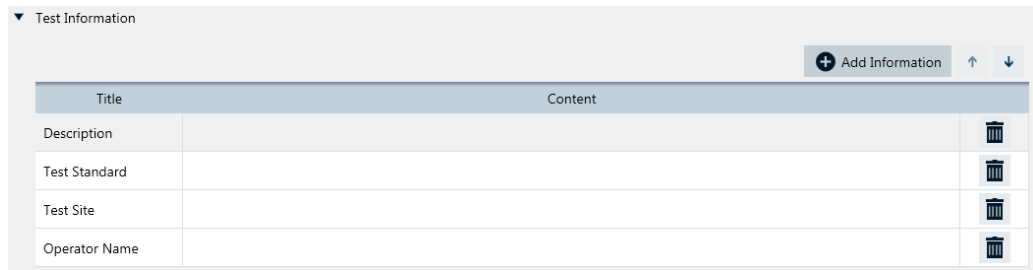 Test Information
Add Information
Title Content
Description
Test Standard
Test Site
Operator Name